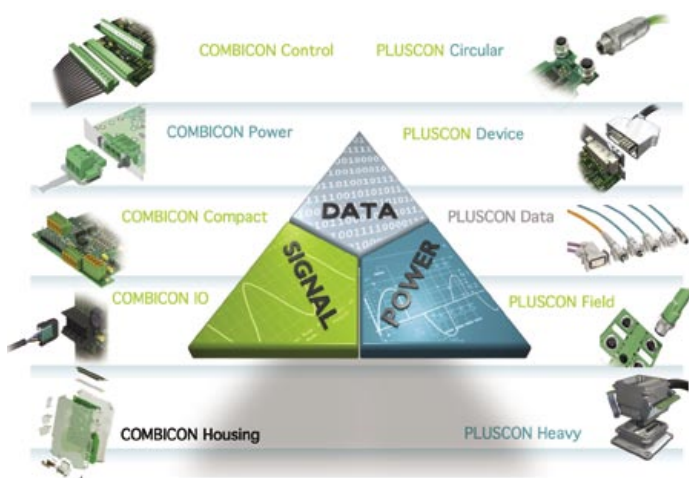 COMBICON Control
PLUSCON Circular
COMBICON Power
PLUSCON Device
COMBICON Compact
DATA
PLUSCON Data
SIGNAL
POWER
COMBICON IO
PLUSCON Field
COMBICON Housing
PLUSCON Heavy